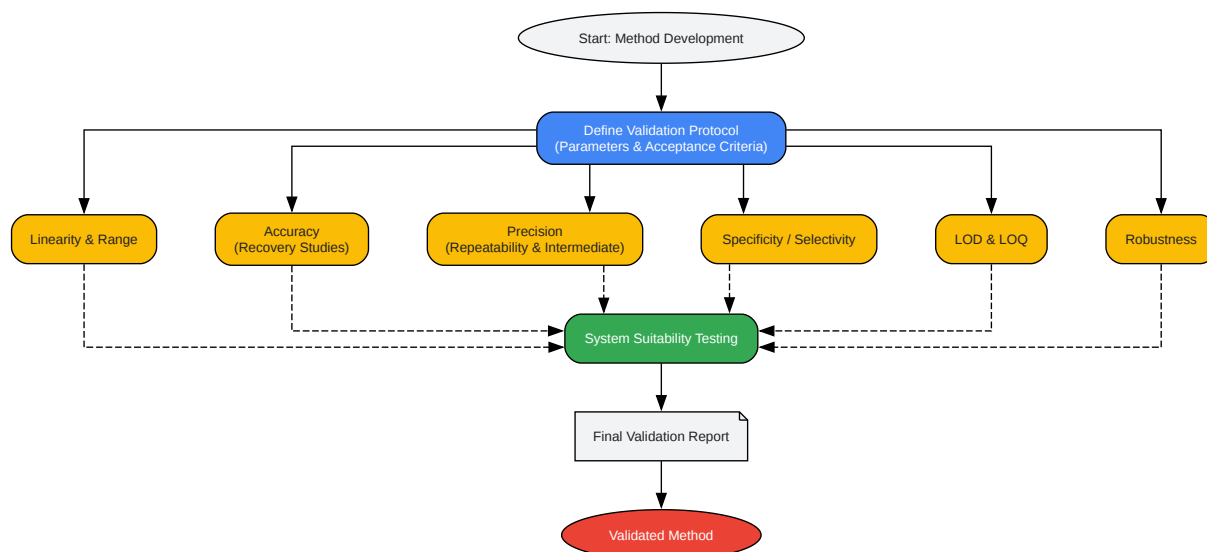 Start: Method Development
Define Validation Protocol
(Parameters & Acceptance Criteria)
Linearity & Range
Accuracy
(Recovery Studies)
Precision
(Repeatability & Intermediate)
Specificity / Selectivity
LOD & LOQ
Robustness
System Suitability Testing
Final Validation Report
Validated Method